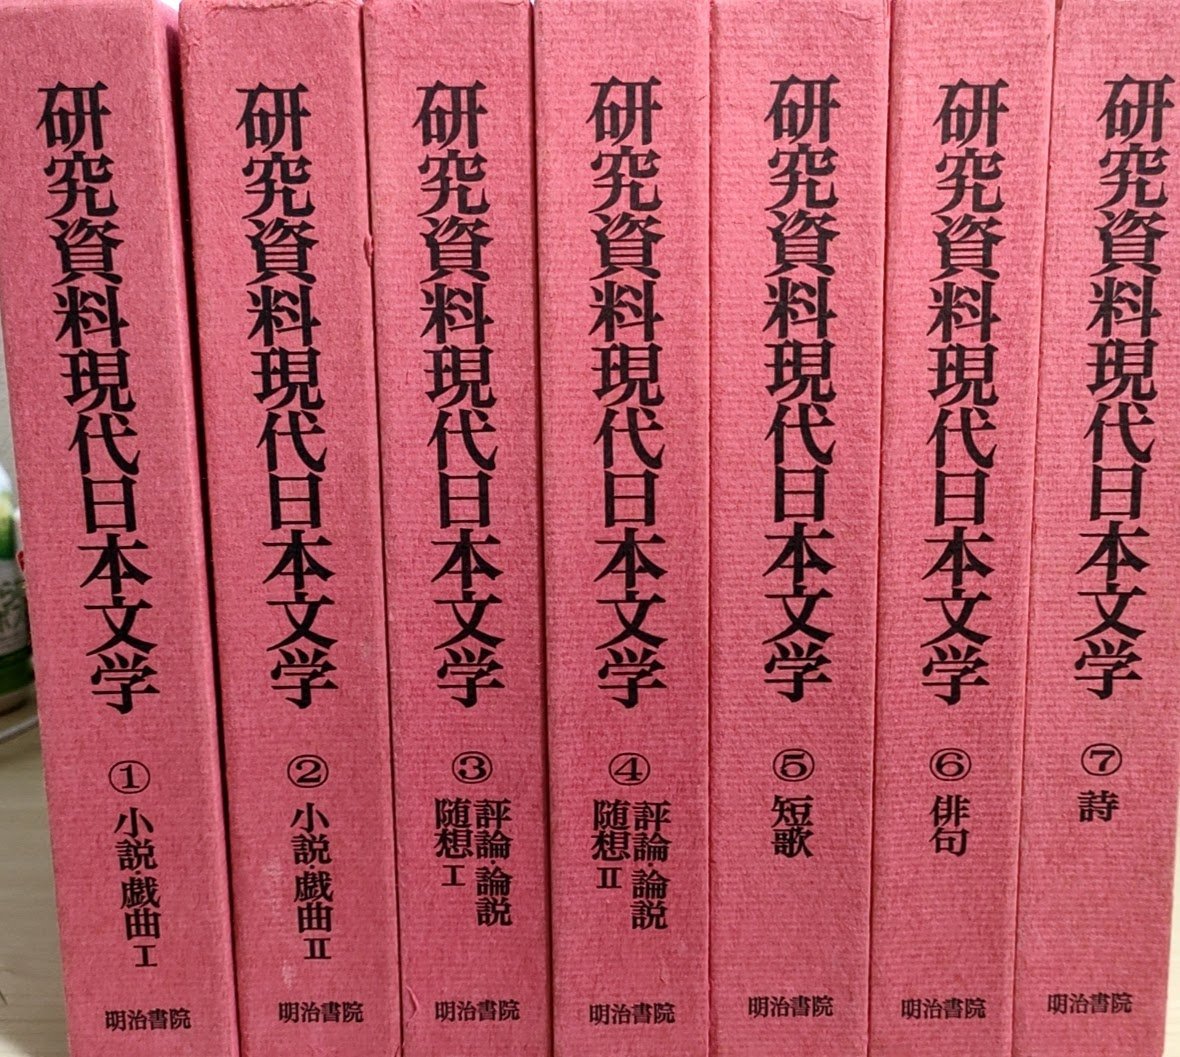 研究資料現代日本文学
①
小説・戯曲Ⅰ
明治書院
研究資料現代日本文学
②
小説・戯曲Ⅱ
明治書院
研究資料現代日本文学
③
評論・論説
随想Ⅰ
明治書院
研究資料現代日本文学
④
評論・論説
随想Ⅱ
明治書院
研究資料現代日本文学
⑤
短歌
明治書院
研究資料現代日本文学
⑥
俳句
明治書院
研究資料現代日本文学
⑦
詩
明治書院